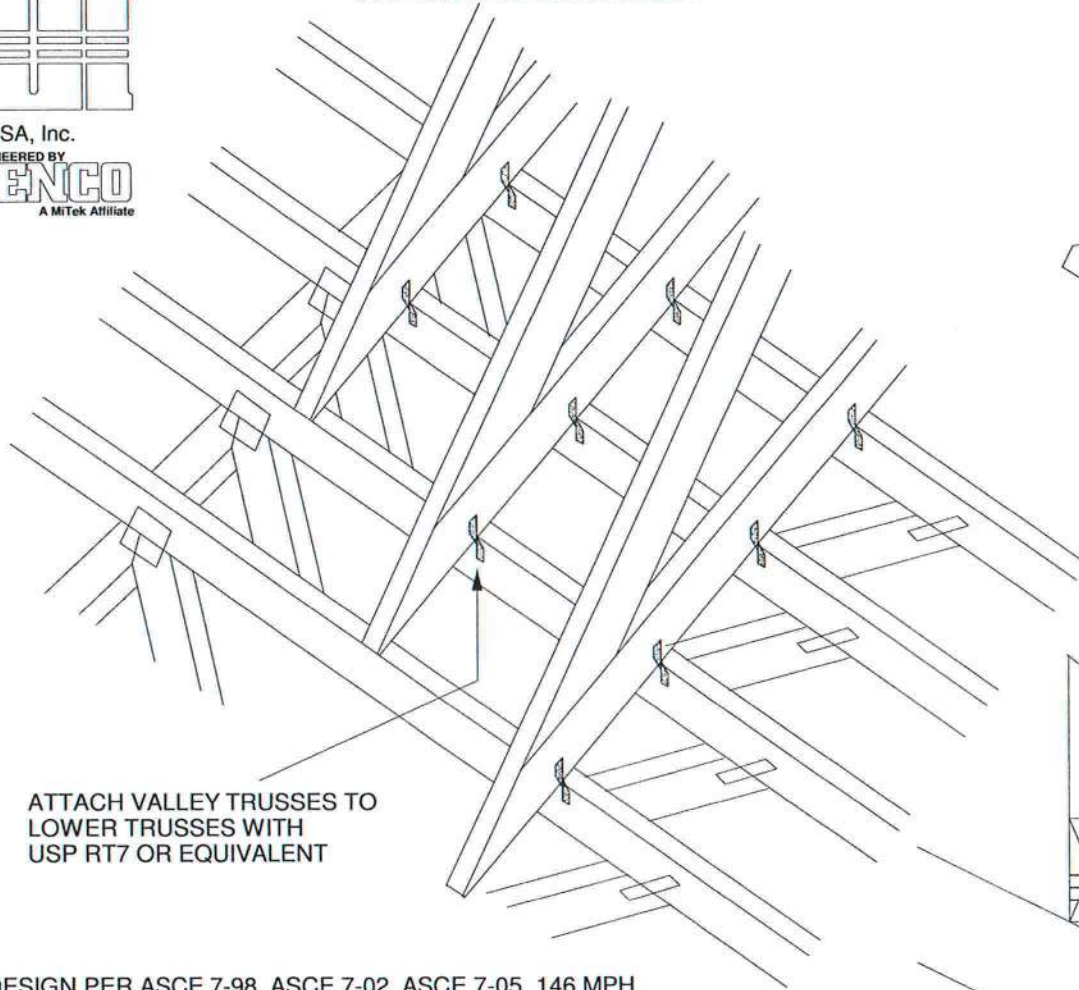 SA, Inc.
NEERED BY
ENCO
A MiTek Affiliate
ATTACH VALLEY TRUSSES TO
LOWER TRUSSES WITH
USP RT7 OR EQUIVALENT
DESIGN PER ASCE 7-98, ASCE 7-02, ASCE 7-05 146 MPH